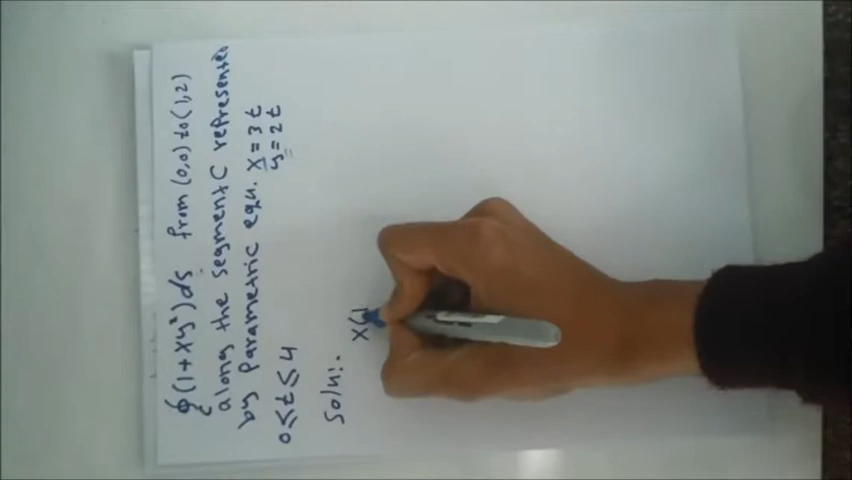 ∮c (1+xy²)ds from (0,0) to (1,2)
along the segment C represented
by Parametric equ. x=3t
y=2t
0≤t≤4
Soln:.
x(t